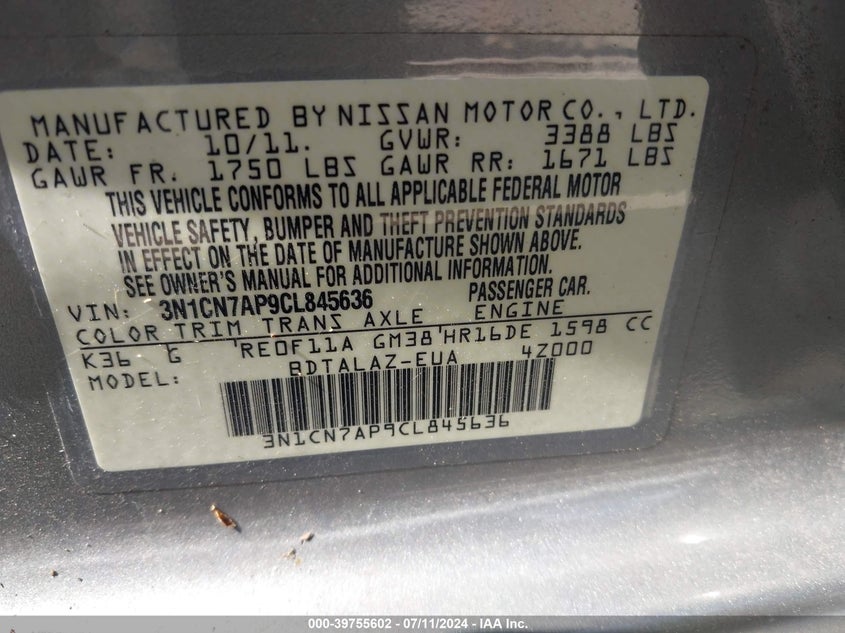 MANUFACTURED BY NISSAN MOTOR CO., LTD.
DATE: 10/11. GVWR: 3388 LBS
GAWR FR. 1750 LBS GAWR RR: 1671 LBS
THIS VEHICLE CONFORMS TO ALL APPLICABLE FEDERAL MOTOR
VEHICLE SAFETY, BUMPER AND THEFT PREVENTION STANDARDS
IN EFFECT ON THE DATE OF MANUFACTURE SHOWN ABOVE.
SEE OWNER'S MANUAL FOR ADDITIONAL INFORMATION.
VIN: 3N1CN7AP9CL845636 PASSENGER CAR.
COLOR TRIM TRANS AXLE ENGINE
K36 G RE0F11A GM38 HR16DE 1598 CC
MODEL: BDTALAZ-EUA 4Z000
3N1CN7AP9CL845636
000-39755602 - 07/11/2024 - IAA Inc.